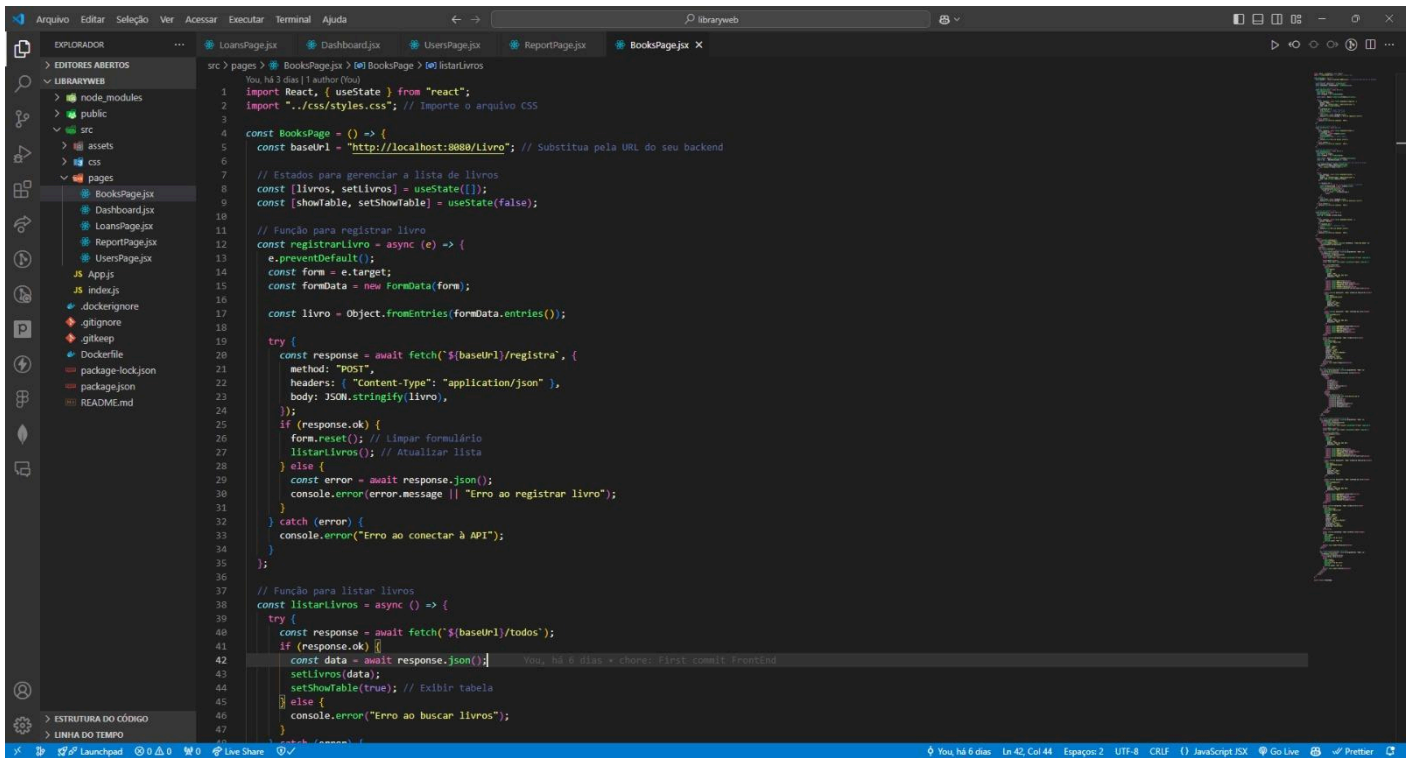 Arquivo Editar Seleção Ver Acessar Executar Terminal Ajuda
libraryweb
EXPLORADOR
LoansPage.jsx Dashboard.jsx UsersPage.jsx ReportPage.jsx BooksPage.jsx
EDITORES ABERTOS
LIBRARYWEB
node_modules
public
src
assets
css
pages
BooksPage.jsx
Dashboard.jsx
LoansPage.jsx
ReportPage.jsx
UsersPage.jsx
JS App.js
JS index.js
.dockerignore
.gitignore
.gitkeep
Dockerfile
package-lock.json
package.json
README.md
ESTRUTURA DO CÓDIGO
LINHA DO TEMPO
src > pages > BooksPage.jsx > BooksPage > listarLivros
You, há 3 dias | 1 author (You)
1 import React, { useState } from "react";
2 import "../css/styles.css"; // Importe o arquivo CSS
3
4 const BooksPage = () => {
5 const baseUrl = "http://localhost:8080/Livro"; // Substitua pela URL do seu backend
6
7 // Estados para gerenciar a lista de livros
8 const [livros, setLivros] = useState([]);
9 const [showTable, setShowTable] = useState(false);
10
11 // Função para registrar livro
12 const registrarLivro = async (e) => {
13 e.preventDefault();
14 const form = e.target;
15 const formData = new FormData(form);
16
17 const livro = Object.fromEntries(formData.entries());
18
19 try {
20 const response = await fetch(`${baseUrl}/registra`, {
21 method: "POST",
22 headers: { "Content-Type": "application/json" },
23 body: JSON.stringify(livro),
24 });
25 if (response.ok) {
26 form.reset(); // Limpar formulário
27 listarLivros(); // Atualizar lista
28 } else {
29 const error = await response.json();
30 console.error(error.message || "Erro ao registrar livro");
31 }
32 } catch (error) {
33 console.error("Erro ao conectar à API");
34 }
35 };
36
37 // Função para listar livros
38 const listarLivros = async () => {
39 try {
40 const response = await fetch(`${baseUrl}/todos`);
41 if (response.ok) {
42 const data = await response.json(); You, há 6 dias • chore: First commit FrontEnd
43 setLivros(data);
44 setShowTable(true); // Exibir tabela
45 } else {
46 console.error("Erro ao buscar livros");
47 }
Launchpad 0 0 0 Live Share
You, há 6 dias Ln 42, Col 44 Espaços: 2 UTF-8 CRLF {} JavaScript JSX Go Live Prettier